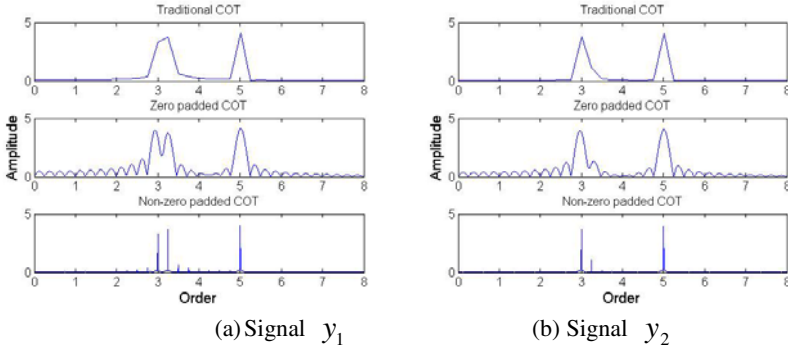 Traditional COT
5
0
0 1 2 3 4 5 6 7 8
Zero padded COT
Amplitude
5
0
0 1 2 3 4 5 6 7 8
Non-zero padded COT
5
0
0 1 2 3 4 5 6 7 8
Order
(a) Signal y1
Traditional COT
5
0
0 1 2 3 4 5 6 7 8
Zero padded COT
Amplitude
5
0
0 1 2 3 4 5 6 7 8
Non-zero padded COT
5
0
0 1 2 3 4 5 6 7 8
Order
(b) Signal y2